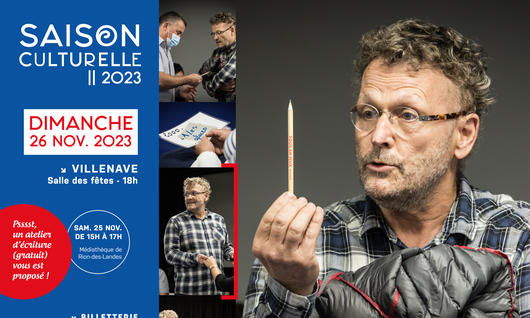 SAISON
CULTURELLE
|| 2023
DIMANCHE
26 NOV. 2023
VILLENAVE
Salle des fêtes - 18h
Psssst,
un atelier
d'écriture
(gratuit)
vous est
proposé !
SAM. 25 NOV.
DE 15H À 17H
Médiathèque de
Rion-des-Landes
BILLETTERIE